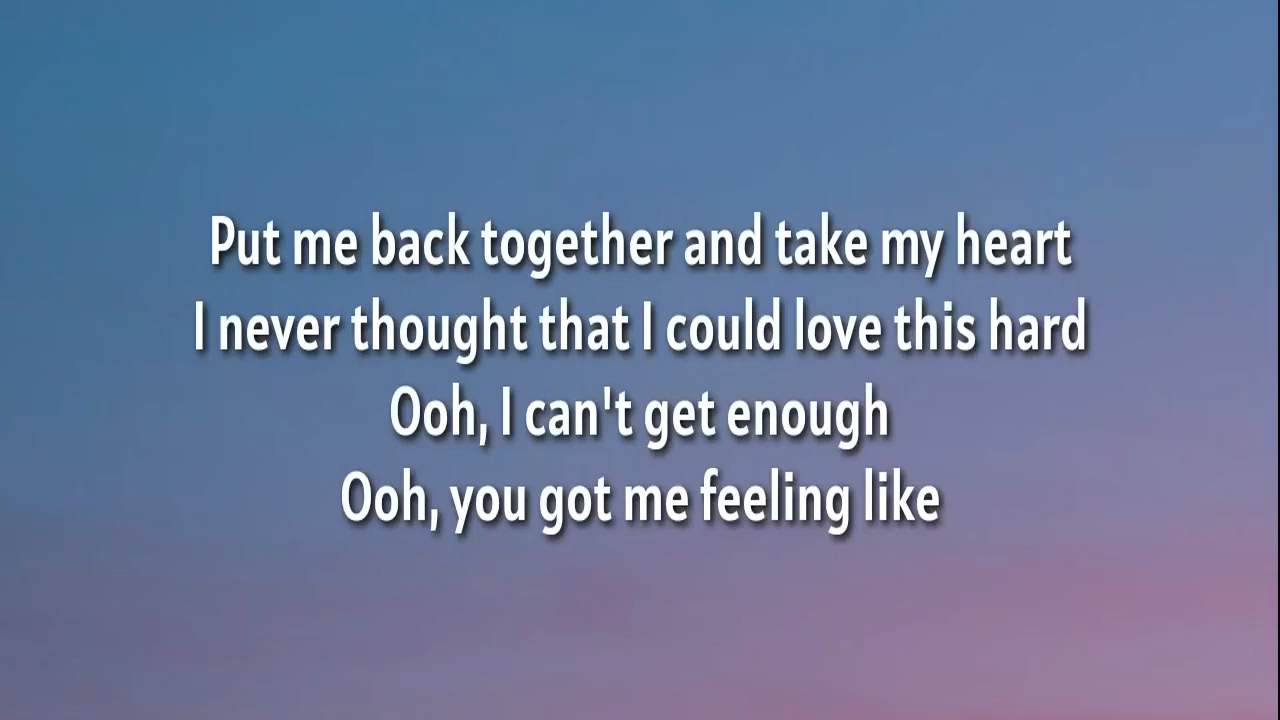 Put me back together and take my heart
I never thought that I could love this hard
Ooh, I can't get enough
Ooh, you got me feeling like